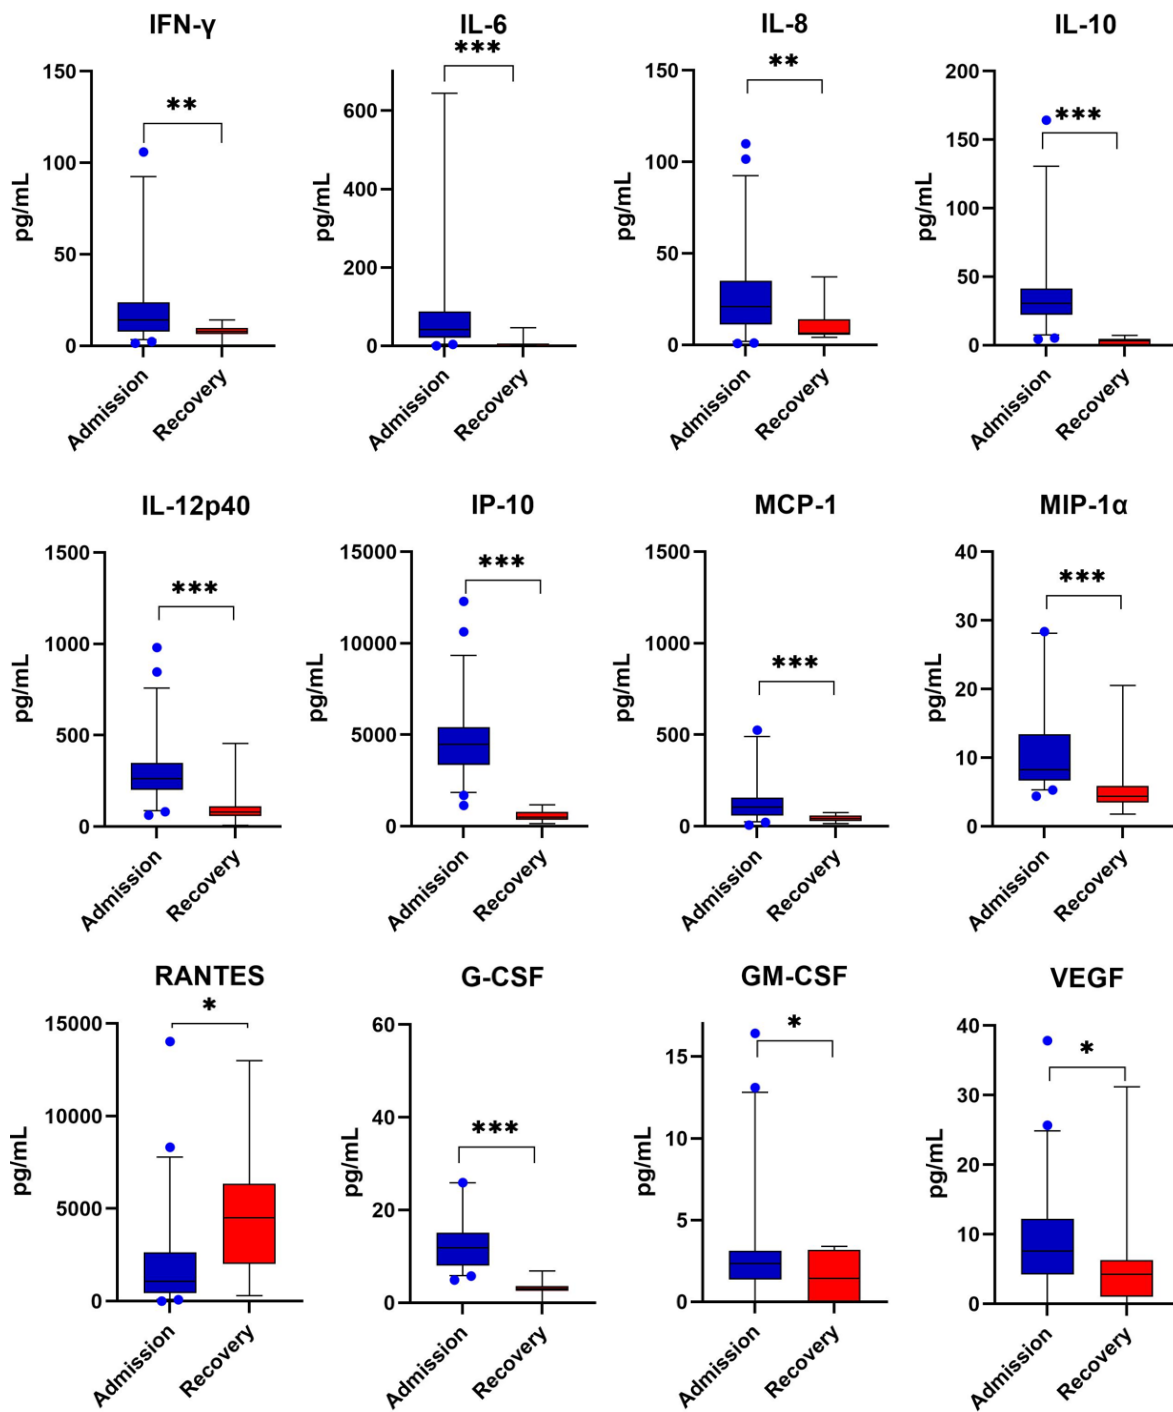 IFN-γ
**
pg/mL
150
100
50
0
Admission
Recovery
IL-6
***
pg/mL
600
400
200
0
Admission
Recovery
IL-8
**
pg/mL
150
100
50
0
Admission
Recovery
IL-10
***
pg/mL
200
150
100
50
0
Admission
Recovery
IL-12p40
***
pg/mL
1500
1000
500
0
Admission
Recovery
IP-10
***
pg/mL
15000
10000
5000
0
Admission
Recovery
MCP-1
***
pg/mL
1500
1000
500
0
Admission
Recovery
MIP-1α
***
pg/mL
40
30
20
10
0
Admission
Recovery
RANTES
*
pg/mL
15000
10000
5000
0
Admission
Recovery
G-CSF
***
pg/mL
60
40
20
0
Admission
Recovery
GM-CSF
*
pg/mL
15
10
5
0
Admission
Recovery
VEGF
*
pg/mL
40
30
20
10
0
Admission
Recovery